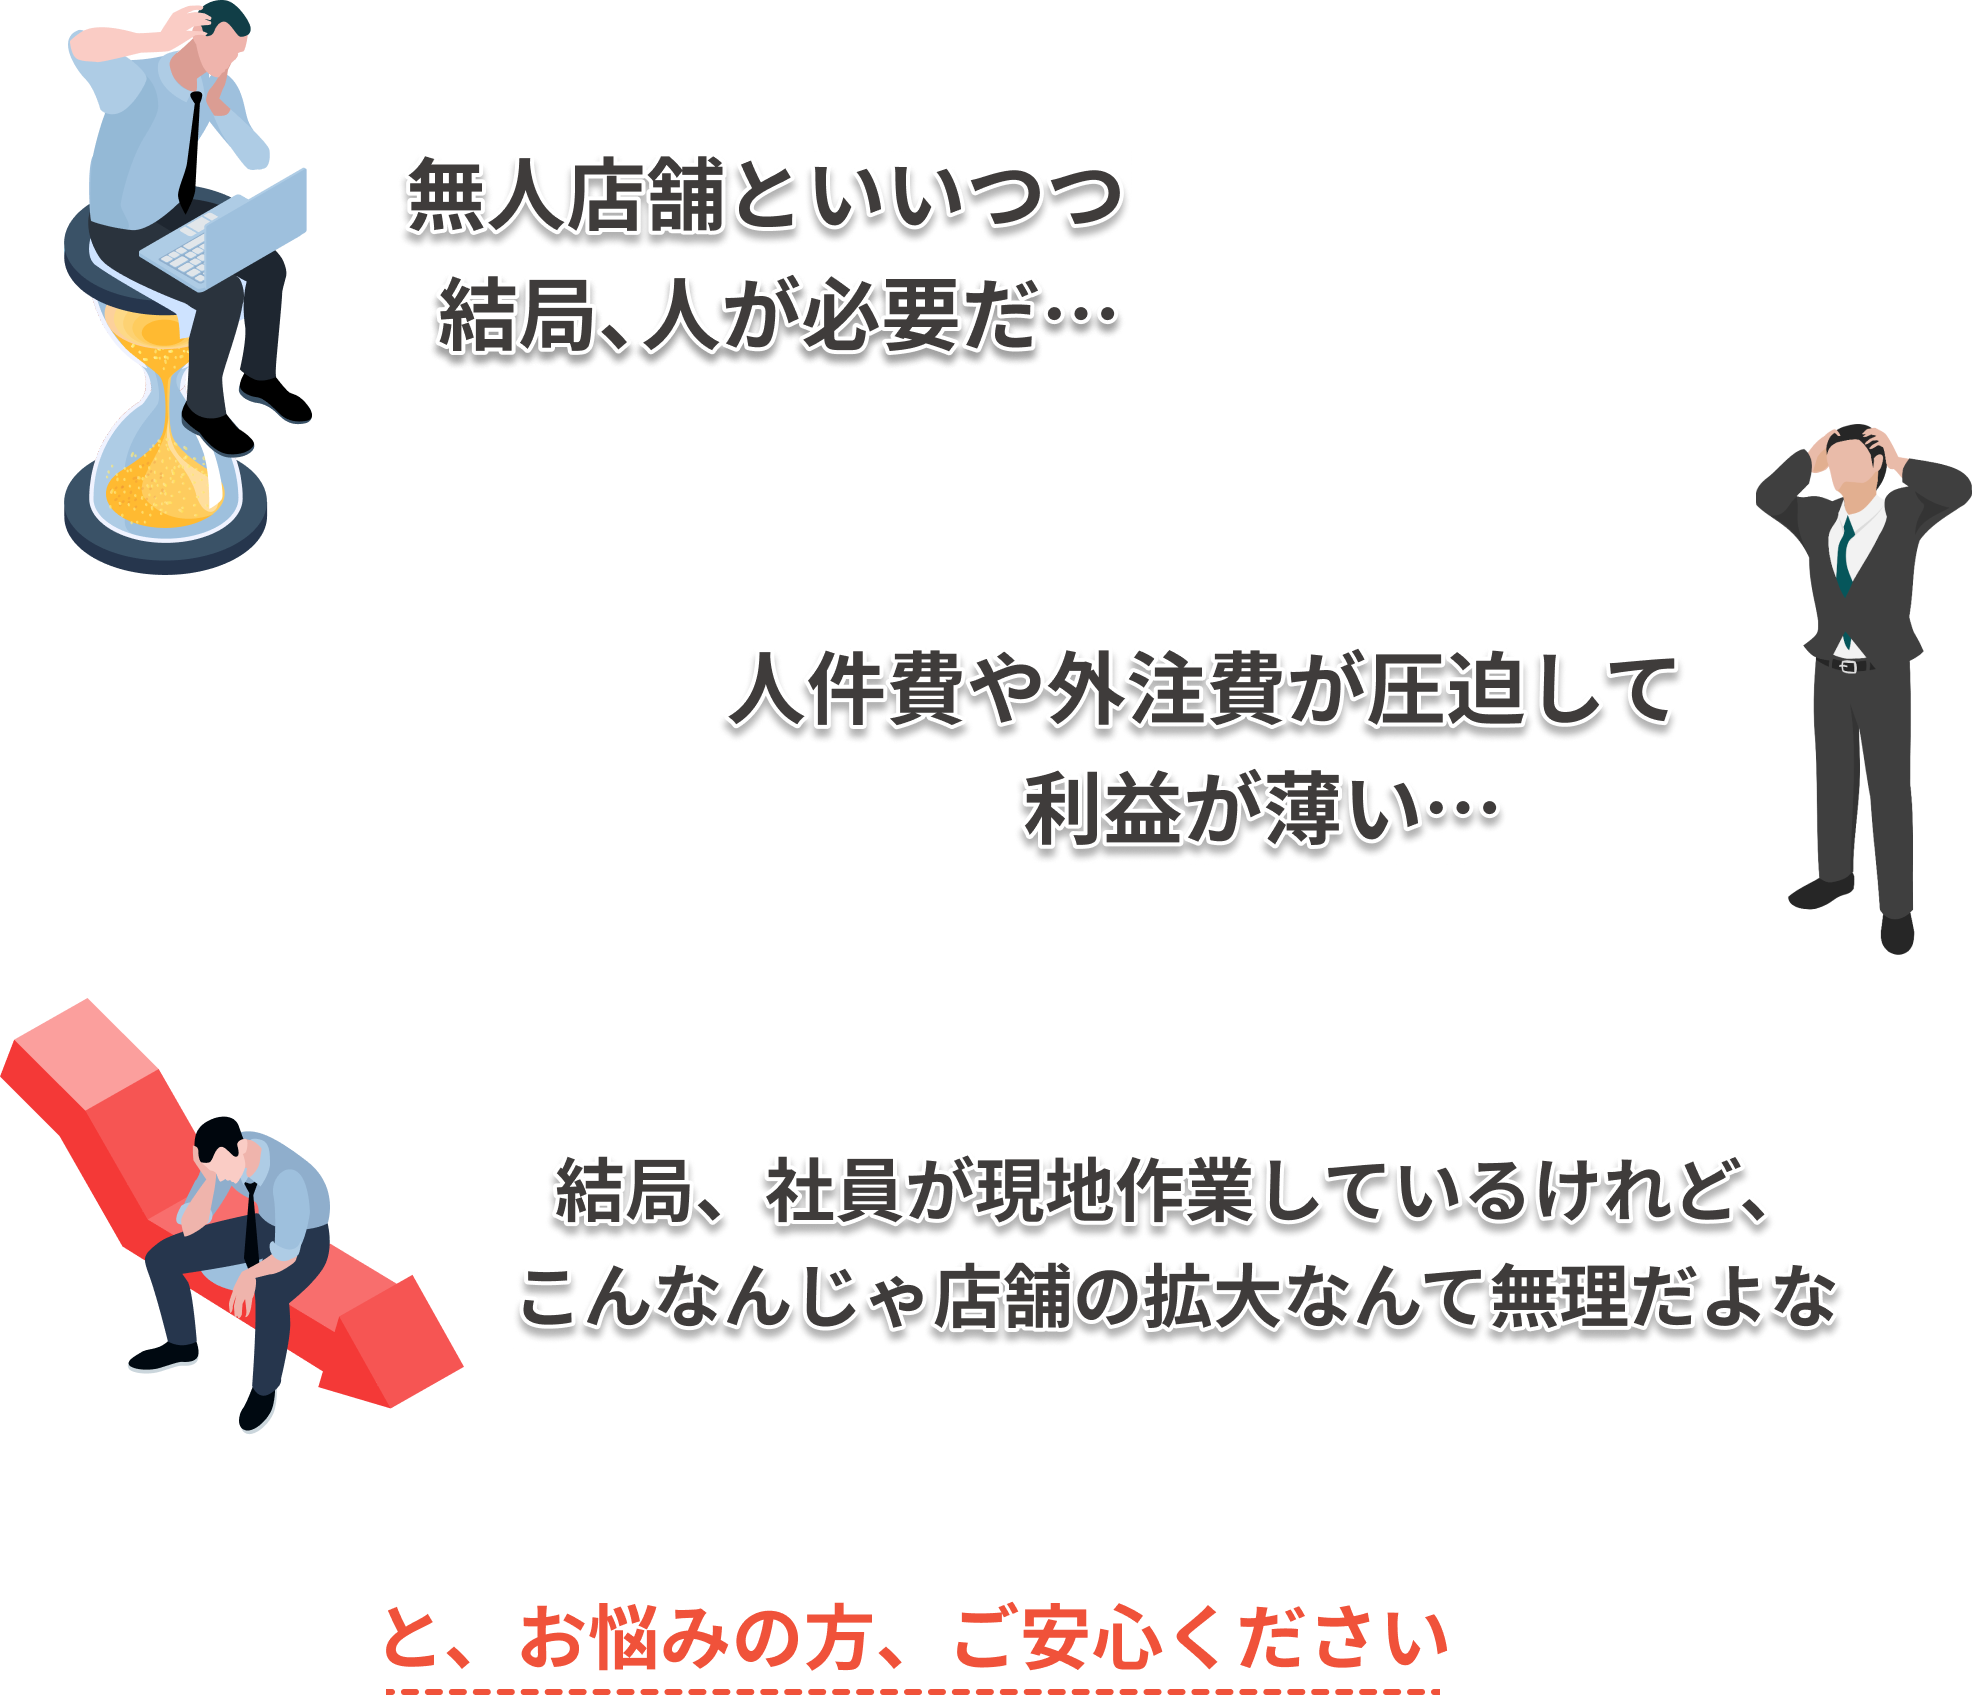 無人店舗といいつつ
結局、人が必要だ…
人件費や外注費が圧迫して
利益が薄い…
結局、社員が現地作業しているけれど、
こんなんじゃ店舗の拡大なんて無理だよな
と、お悩みの方、ご安心ください